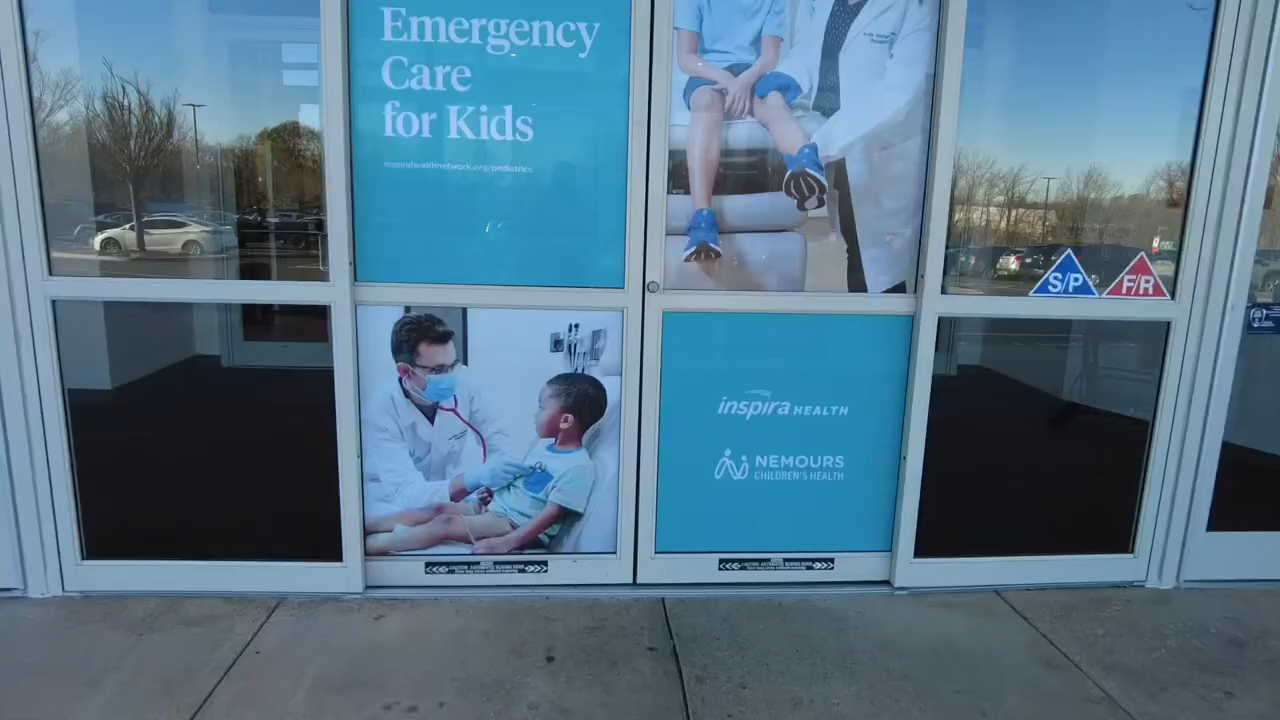 Emergency
Care
for Kids
inspirahealthnetwork.org/pediatrics
S/P
F/R
inspira HEALTH
NEMOURS
CHILDREN'S HEALTH